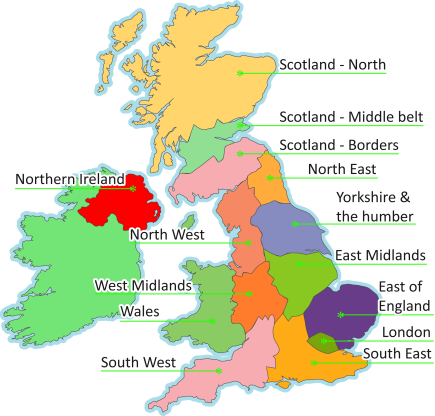 Scotland - North
Scotland - Middle belt
Scotland - Borders
North East
Northern Ireland
Yorkshire &
the humber
North West
East Midlands
West Midlands
East of
England
Wales
London
South East
South West